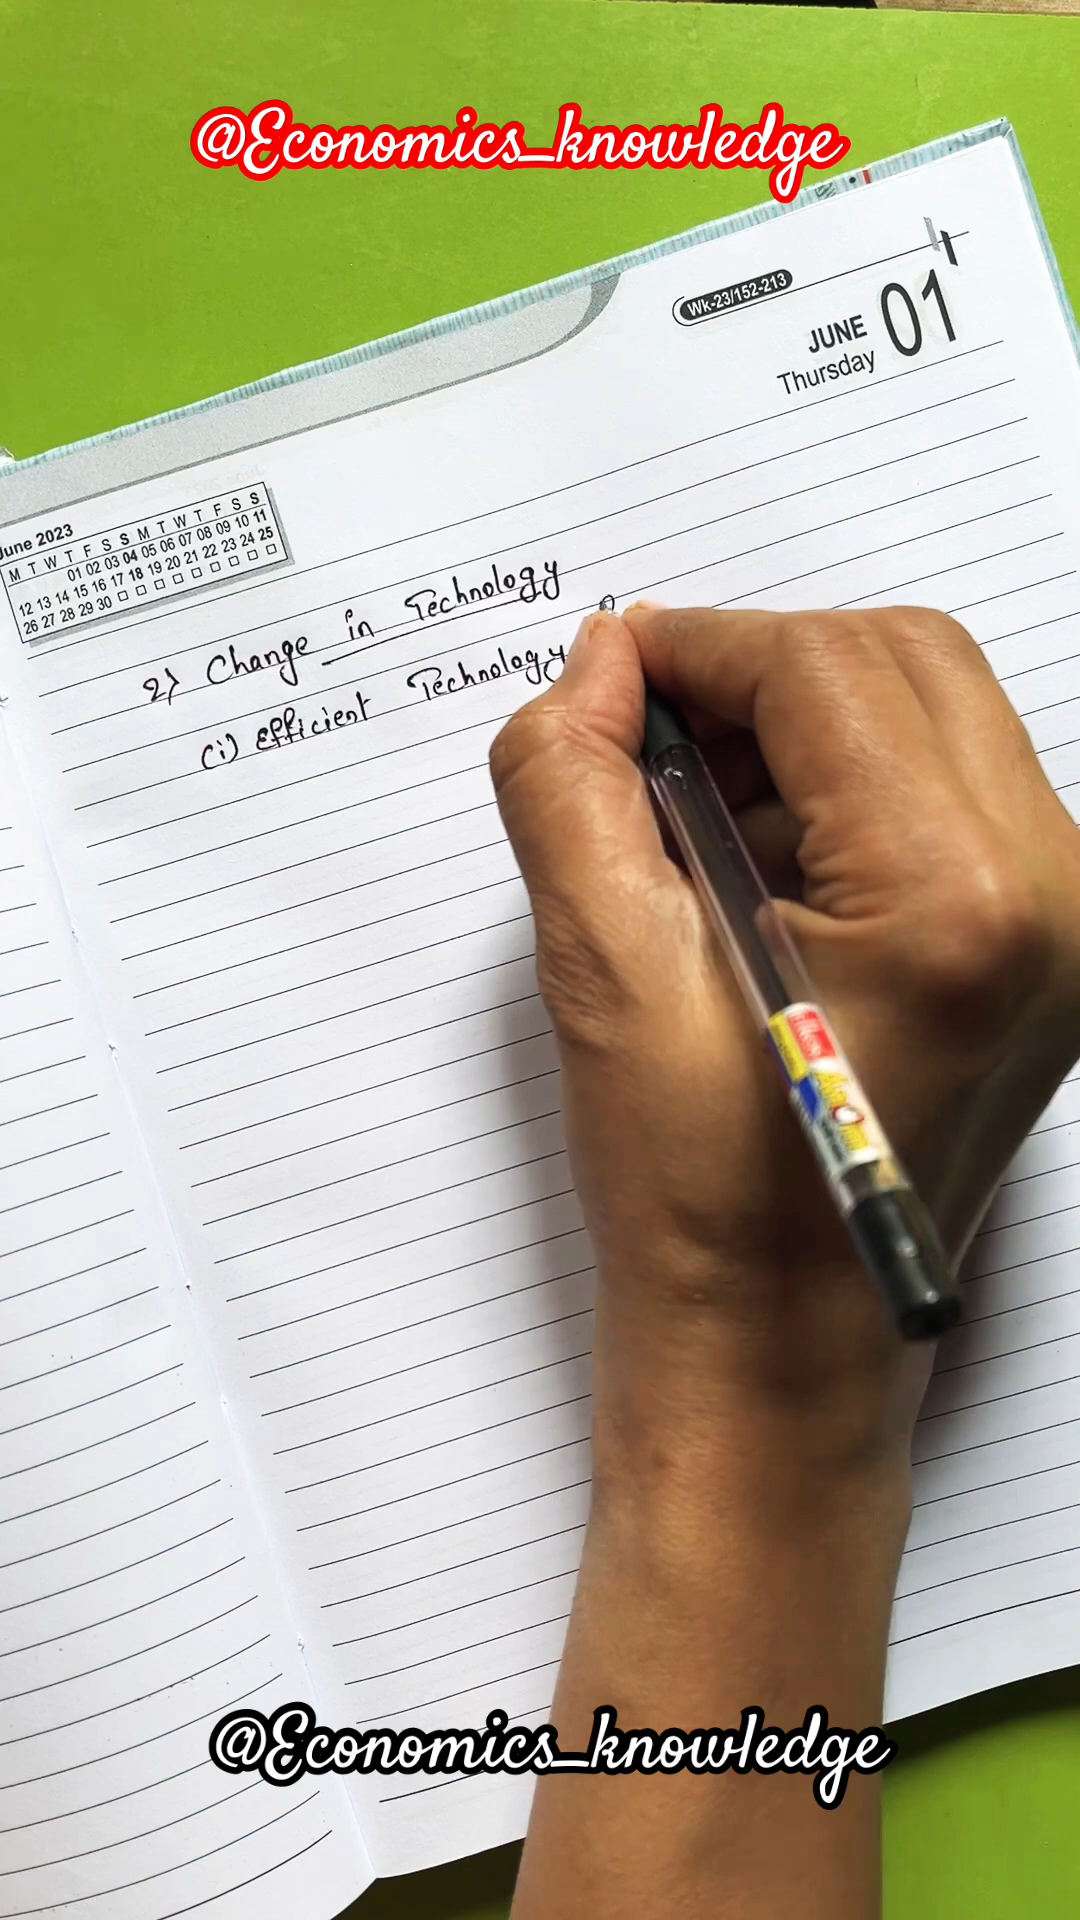 @Economics_knowledge
Wk-23/152-213
JUNE 01
Thursday
June 2023
M T W T F S S M T W T F S S
01 02 03 04 05 06 07 08 09 10 11
12 13 14 15 16 17 18 19 20 21 22 23 24 25
26 27 28 29 30
2) Change in Technology
(i) Efficient Technology
@Economics_knowledge